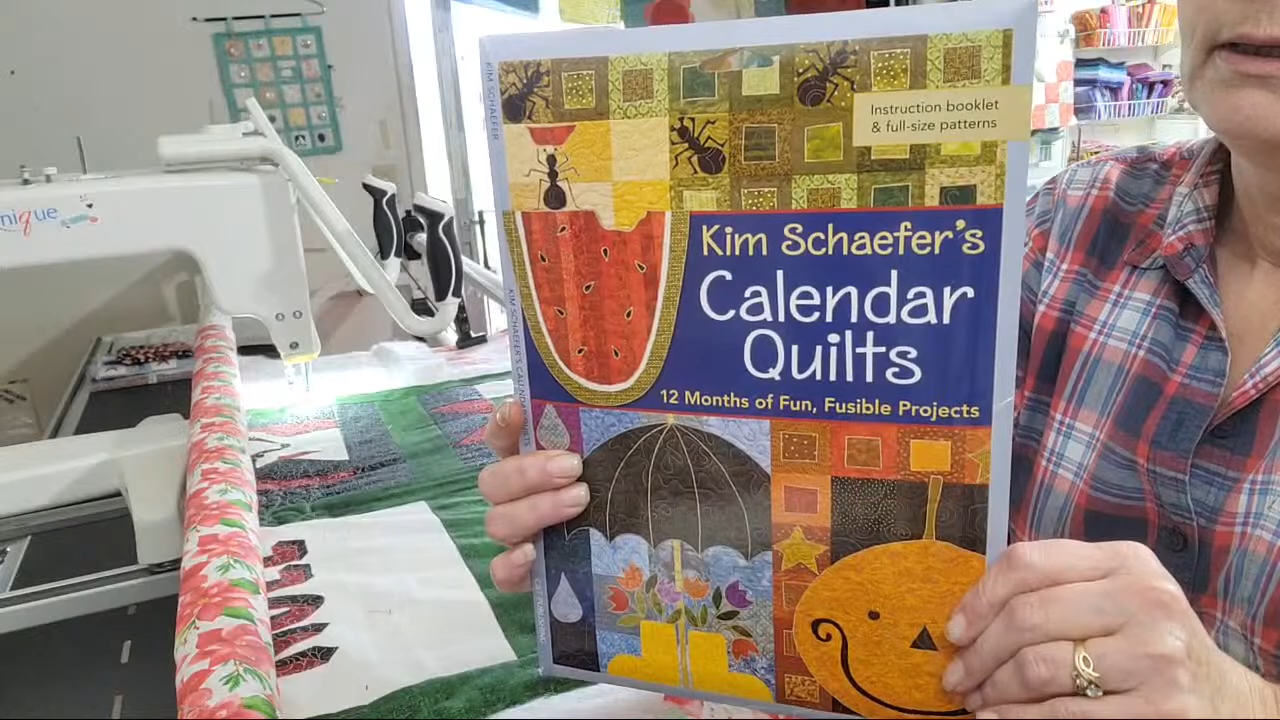 KIM SCHAEFER
Instruction booklet
& full-size patterns
Kim Schaefer's
Calendar
Quilts
12 Months of Fun, Fusible Projects
KIM SCHAEFER'S CALENDAR QUILTS
C&T PUBLISHING
nique